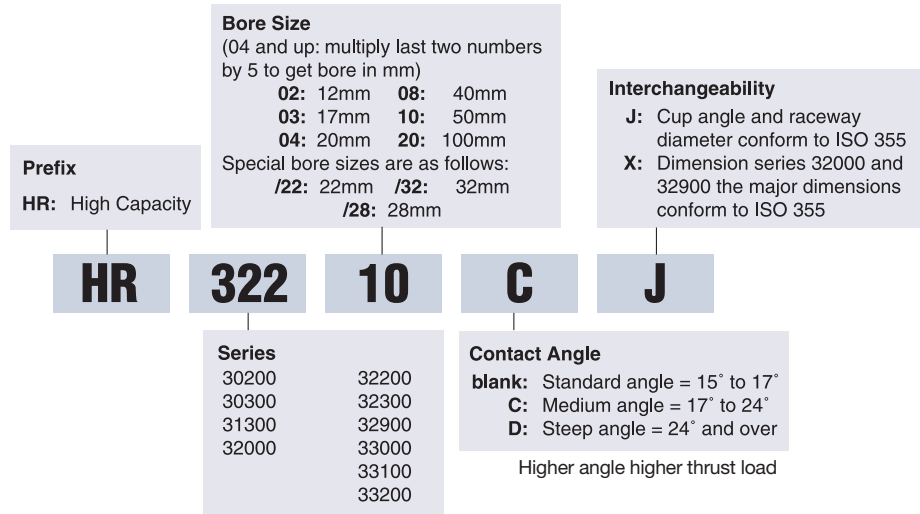 Bore Size
(04 and up: multiply last two numbers
by 5 to get bore in mm)
02: 12mm 08: 40mm
03: 17mm 10: 50mm
04: 20mm 20: 100mm
Special bore sizes are as follows:
/22: 22mm /32: 32mm
/28: 28mm
Interchangeability
J: Cup angle and raceway
diameter conform to ISO 355
X: Dimension series 32000 and
32900 the major dimensions
conform to ISO 355
Prefix
HR: High Capacity
HR 322 10 C J
Series
30200 32200
30300 32300
31300 32900
32000 33000
33100
33200
Contact Angle
blank: Standard angle = 15° to 17°
C: Medium angle = 17° to 24°
D: Steep angle = 24° and over
Higher angle higher thrust load